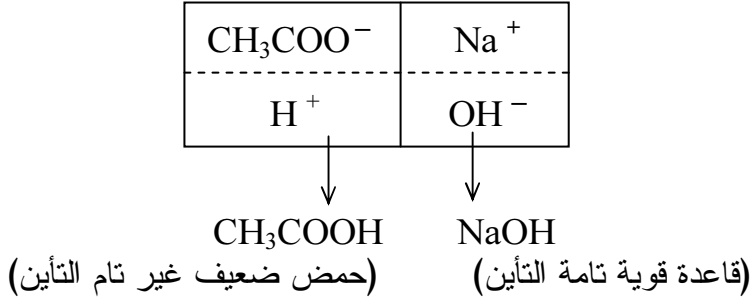 CH₃COO⁻ Na⁺
H⁺ OH⁻
CH₃COOH NaOH
(قاعدة قوية تامة التأين) (حمض ضعيف غير تام التأين)